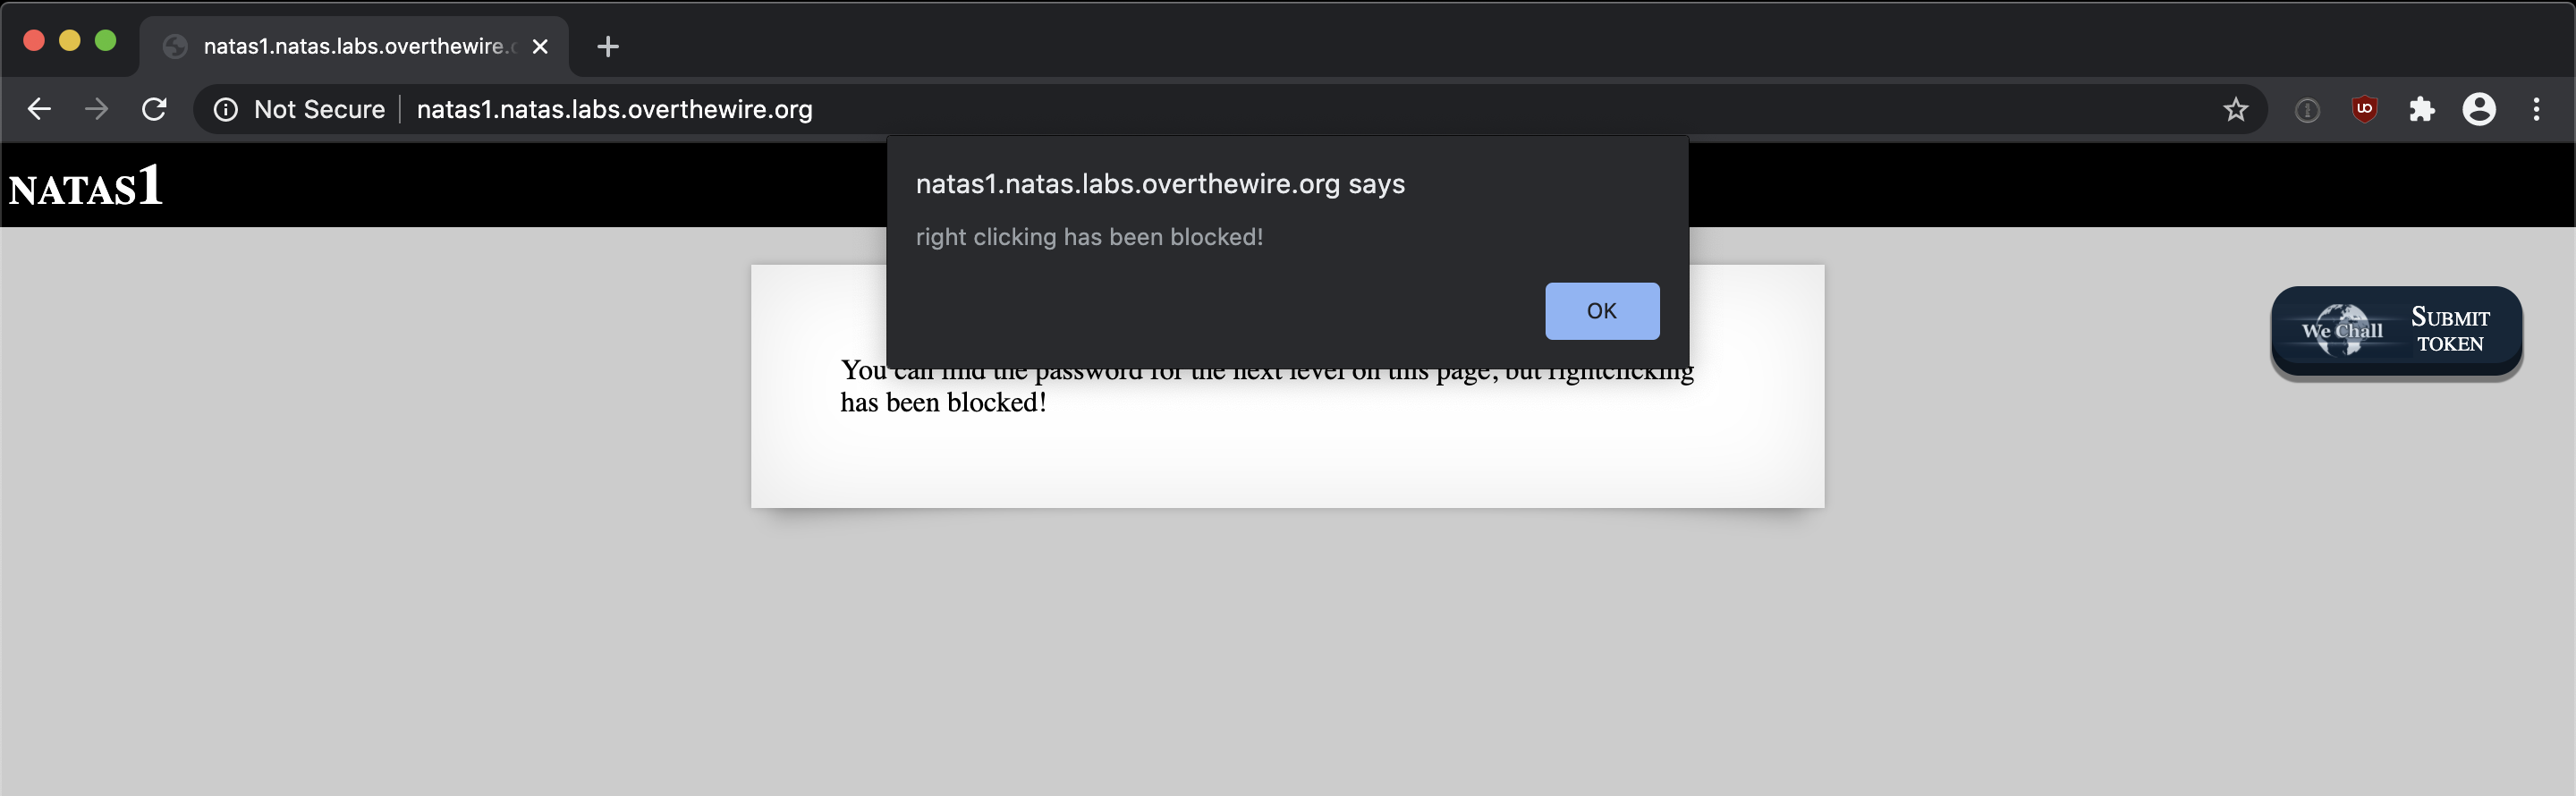 natas1.natas.labs.overthewire.
Not Secure natas1.natas.labs.overthewire.org
NATAS1
natas1.natas.labs.overthewire.org says
right clicking has been blocked!
OK
You can find the password for the next level on this page, but rightclicking
has been blocked!
We Chall
SUBMIT
TOKEN